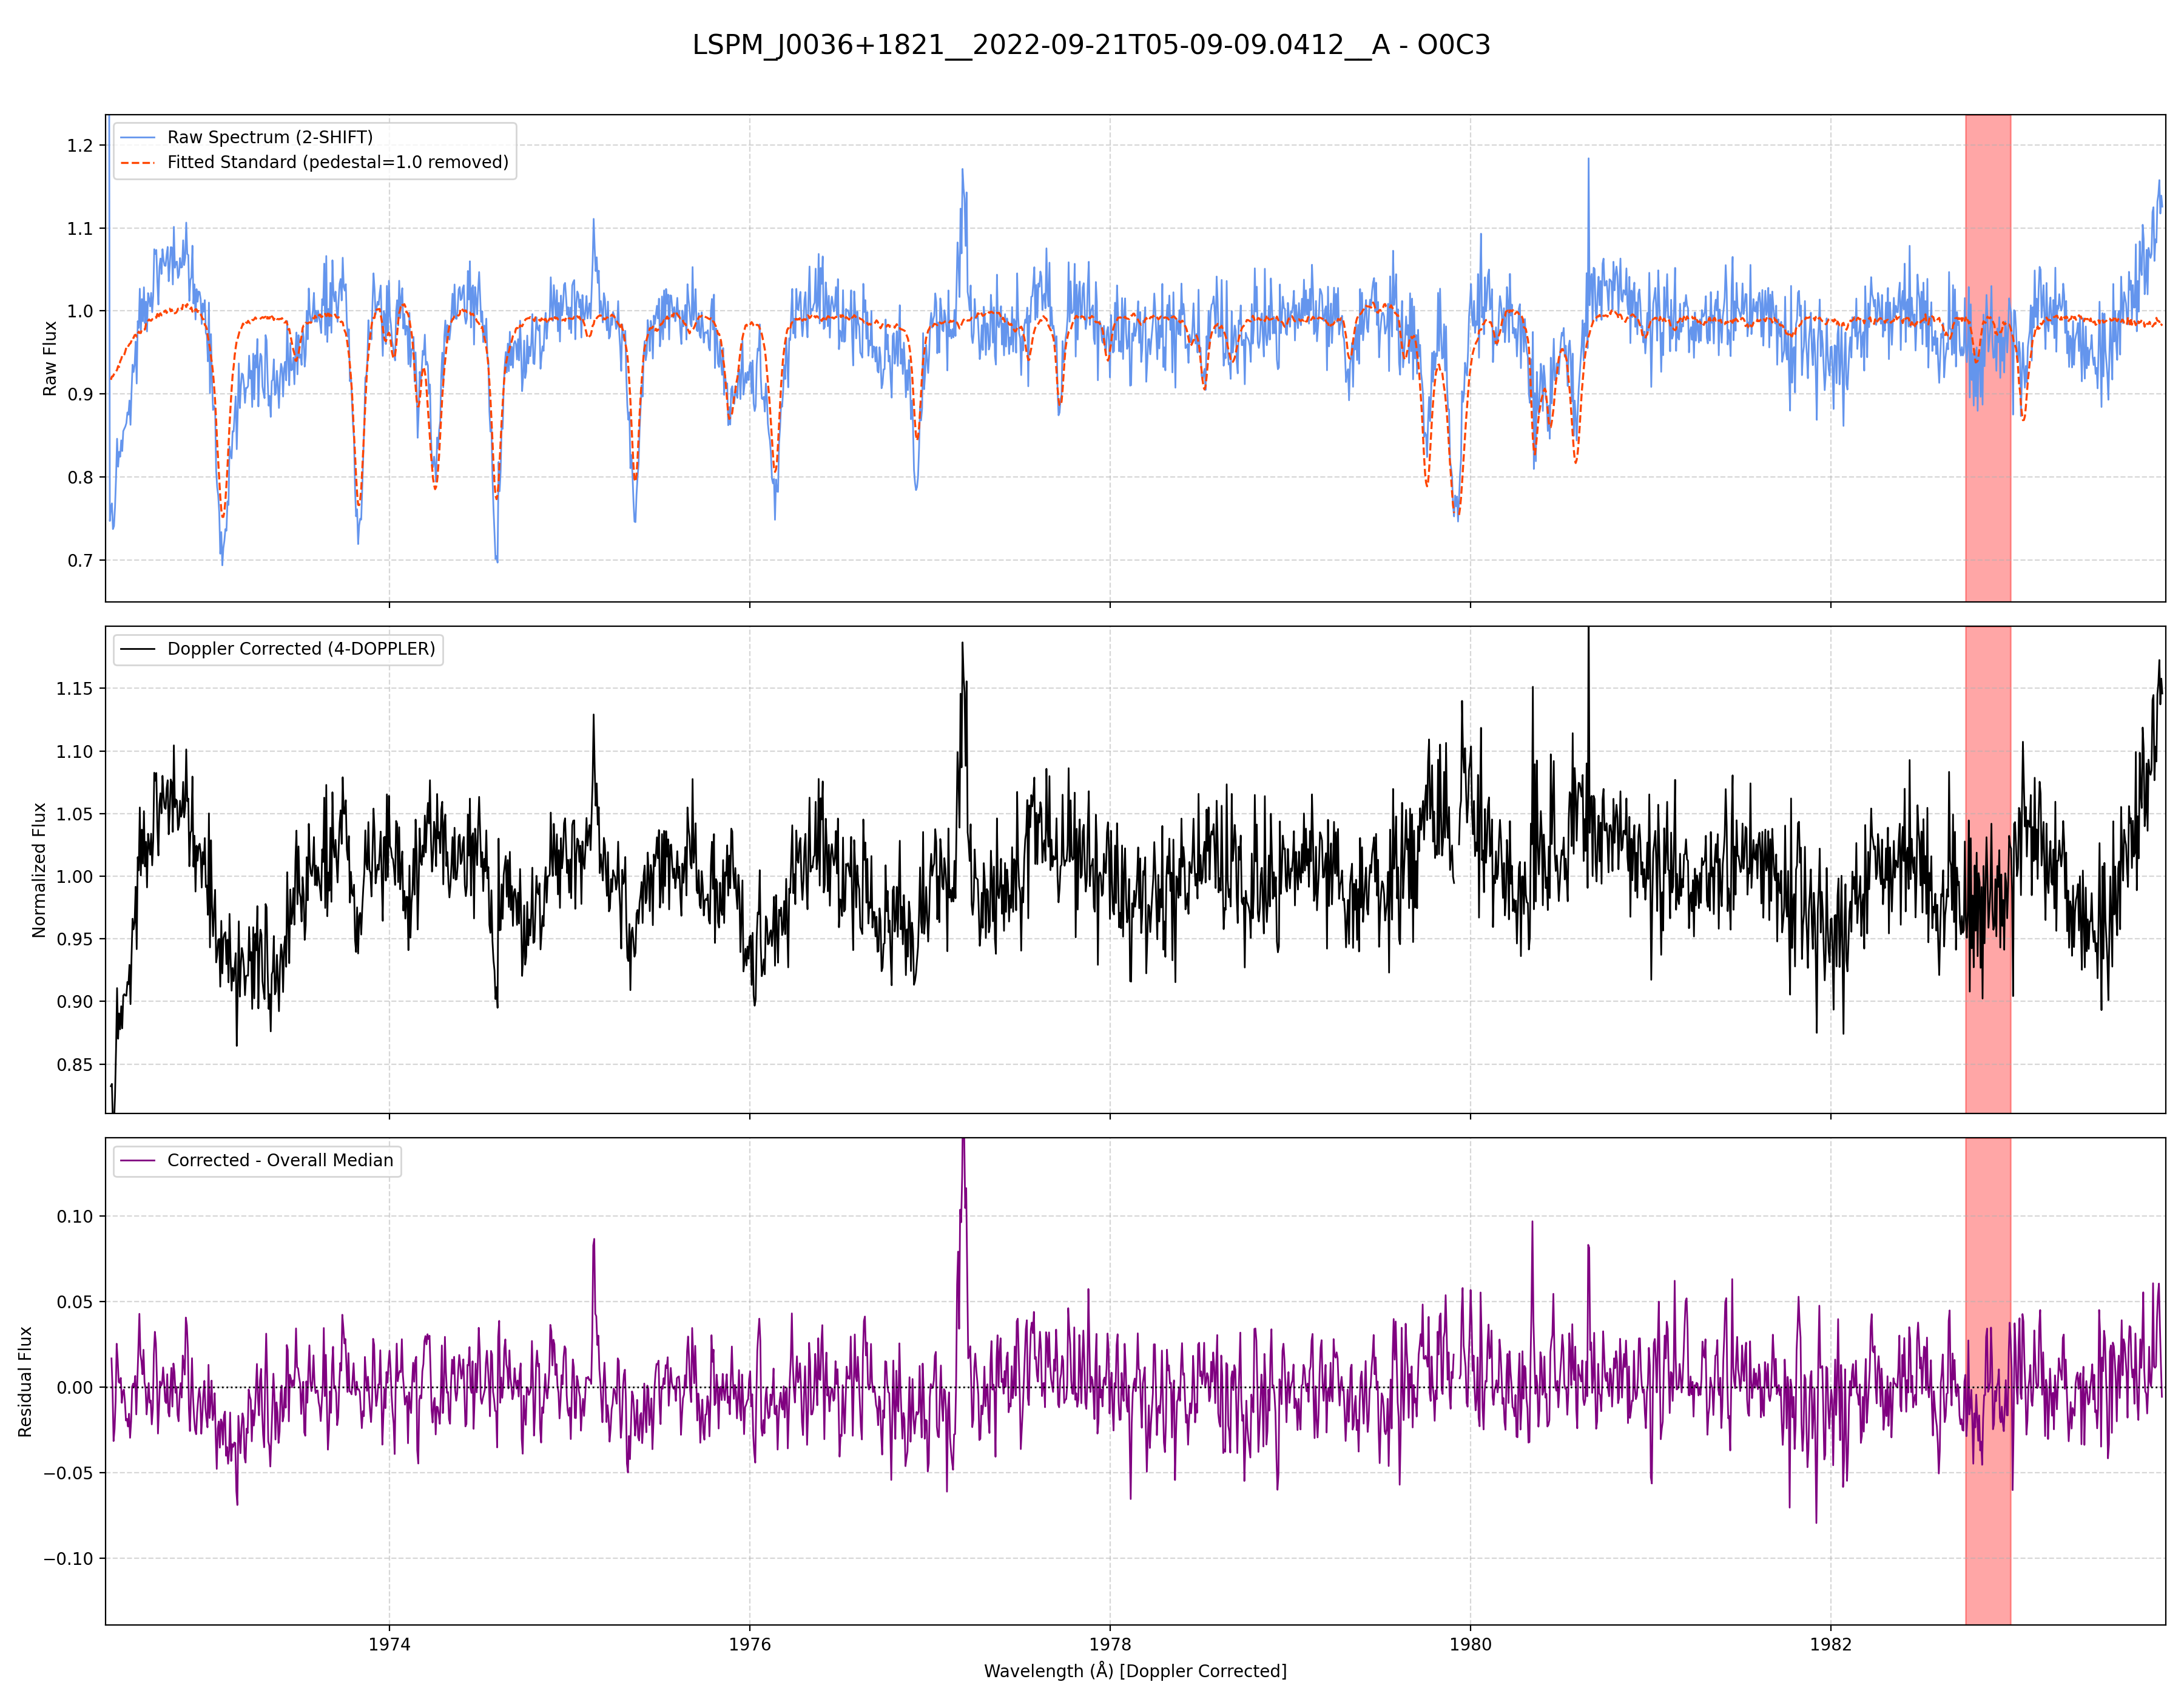 LSPM_J0036+1821__2022-09-21T05-09-09.0412__A - O0C3
Raw Spectrum (2-SHIFT)
Fitted Standard (pedestal=1.0 removed)
1.2
1.1
1.0
0.9
0.8
0.7
Raw Flux
Doppler Corrected (4-DOPPLER)
1.15
1.10
1.05
1.00
0.95
0.90
0.85
Normalized Flux
Corrected - Overall Median
0.10
0.05
0.00
−0.05
−0.10
Residual Flux
1974
1976
1978
1980
1982
Wavelength (Å) [Doppler Corrected]